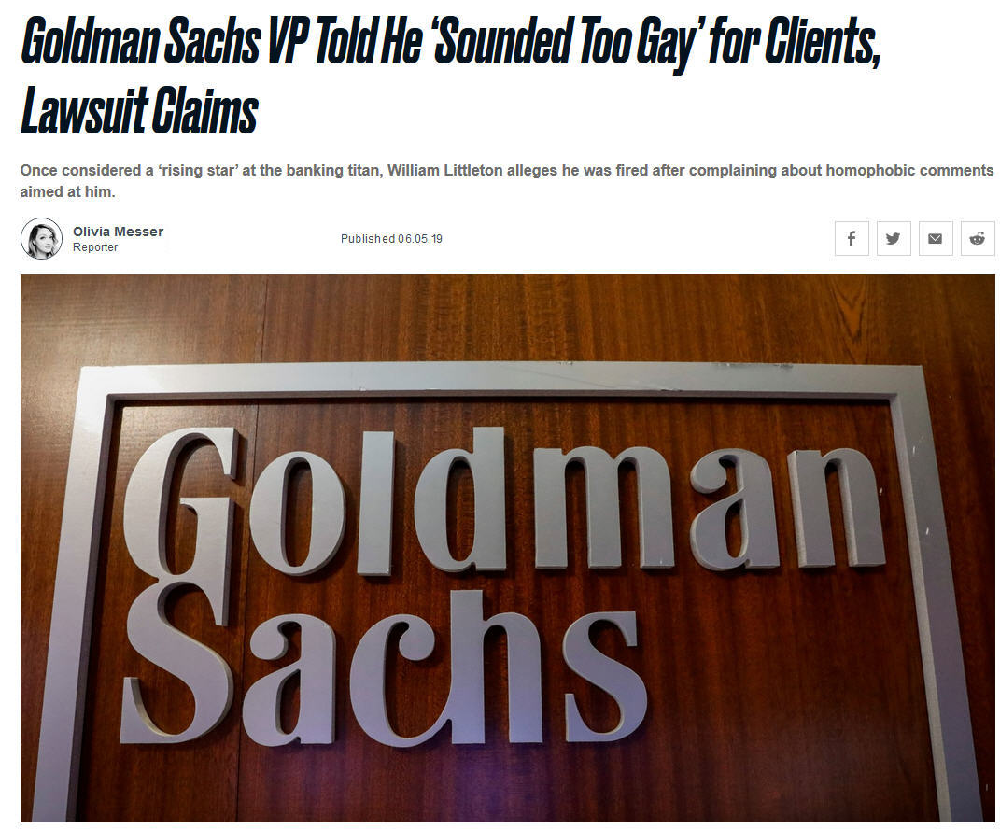 Goldman Sachs VP Told He ‘Sounded Too Gay’ for Clients,
Lawsuit Claims
Once considered a ‘rising star’ at the banking titan, William Littleton alleges he was fired after complaining about homophobic comments
aimed at him.
Olivia Messer
Reporter
Published 06.05.19
Goldman
Sachs